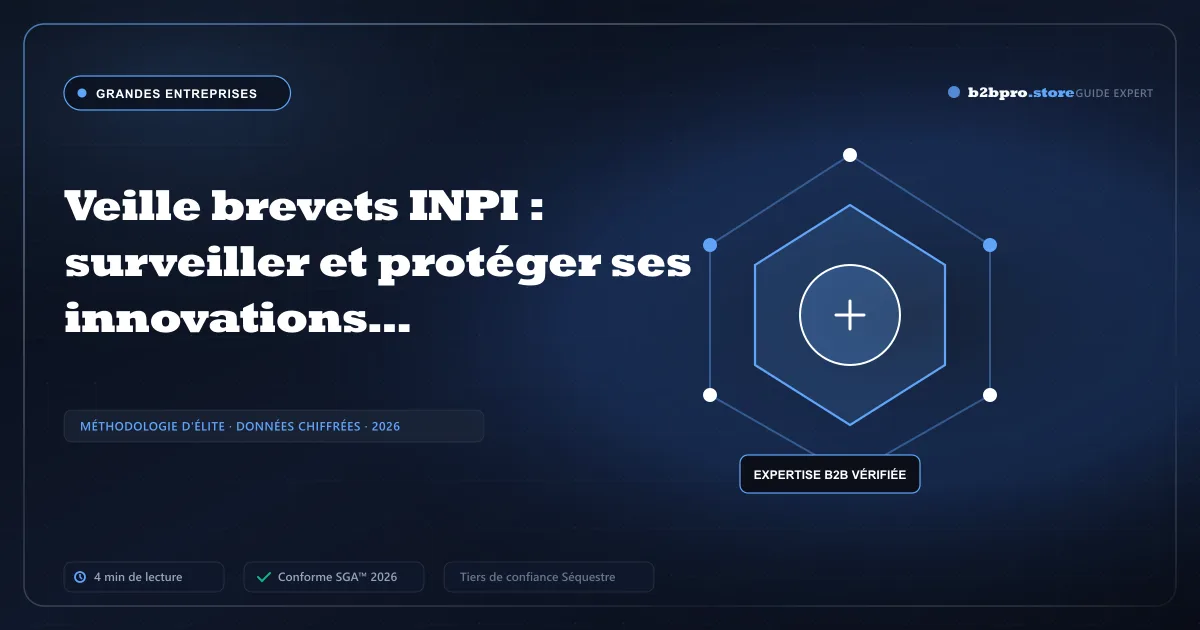 GRANDES ENTREPRISES
b2bpro.store GUIDE EXPERT
Veille brevets INPI :
surveiller et protéger ses
innovations...
MÉTHODOLOGIE D'ÉLITE · DONNÉES CHIFFRÉES · 2026
EXPERTISE B2B VÉRIFIÉE
4 min de lecture
Conforme SGA™ 2026
Tiers de confiance Séquestre